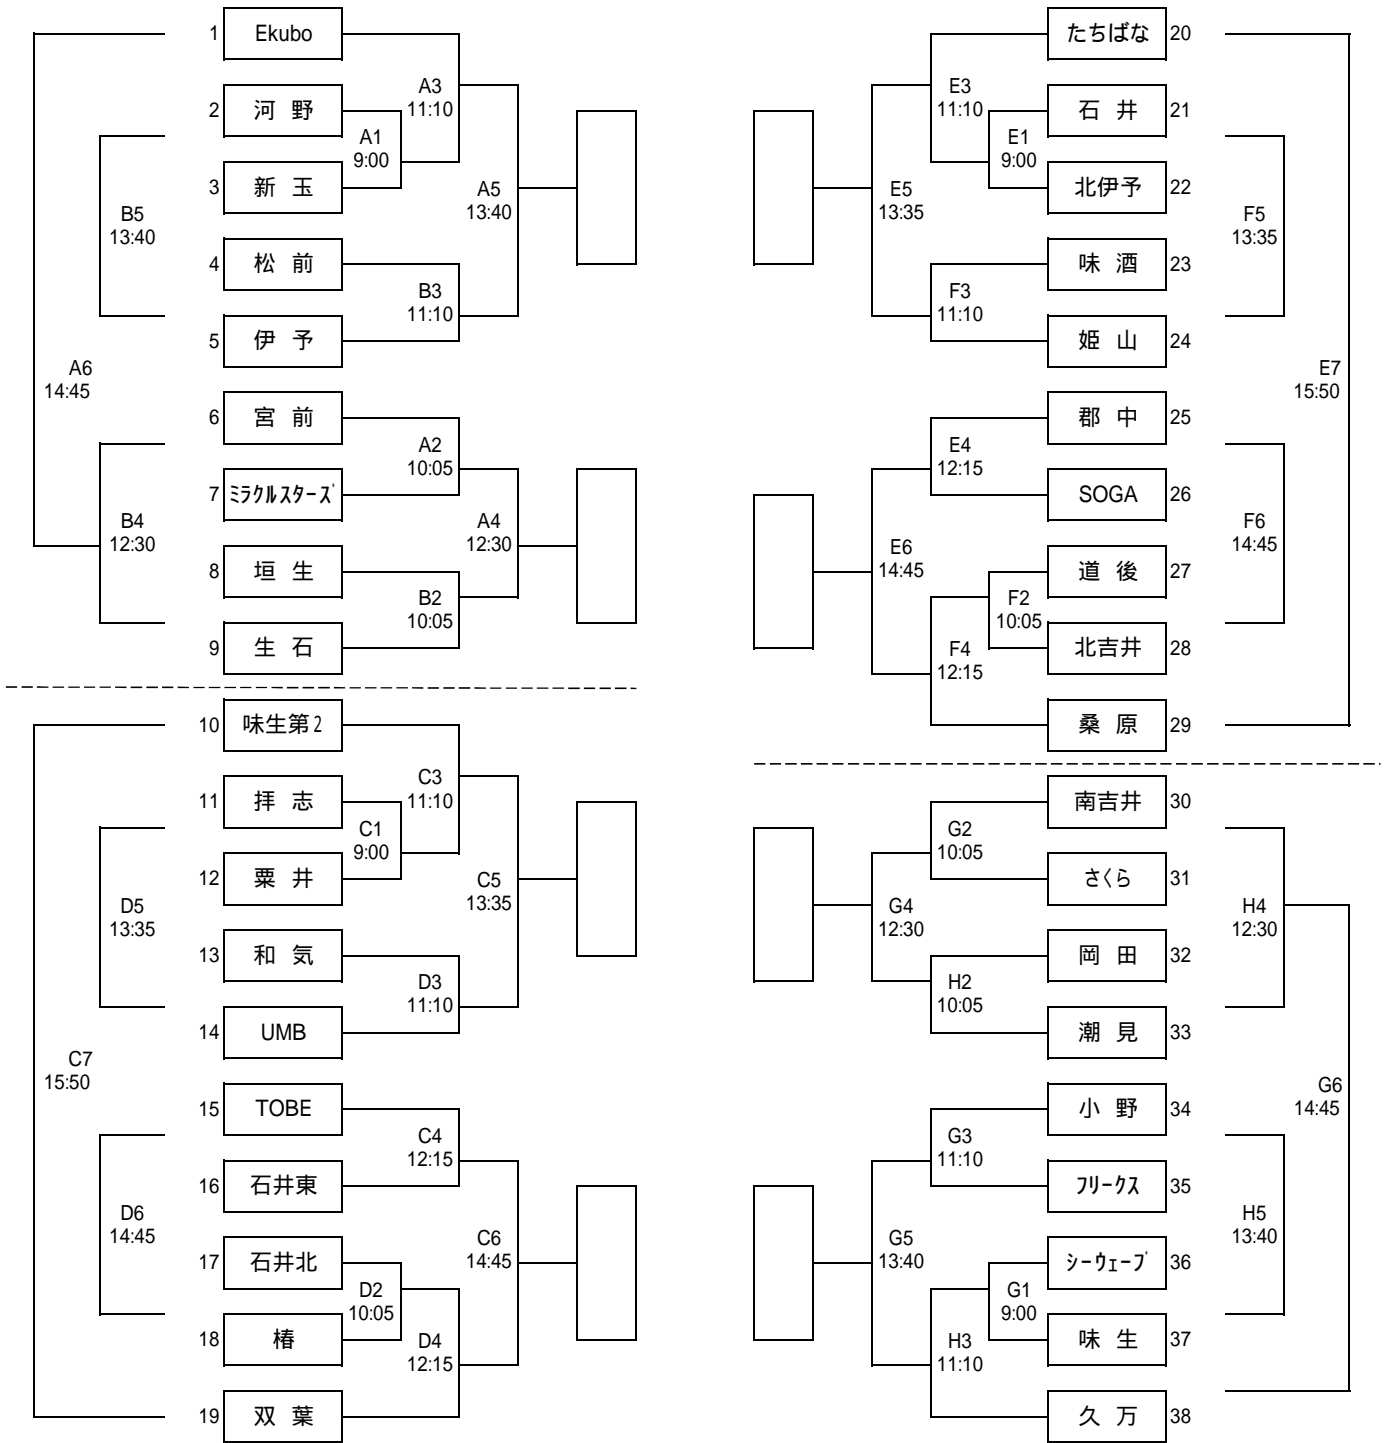 1 Ekubo
A3
11:10
2 河 野
A1
9:00
3 新 玉
A5
13:40
B5
13:40
4 松 前
B3
11:10
5 伊 予
A6
14:45
6 宮 前
A2
10:05
7 ﾐﾗｸﾙｽﾀｰｽﾞ
B4
12:30
A4
12:30
8 垣 生
B2
10:05
9 生 石
10 味生第2
C3
11:10
11 拝 志
C1
9:00
12 粟 井
C5
13:35
D5
13:35
13 和 気
D3
11:10
14 UMB
C7
15:50
15 TOBE
C4
12:15
16 石井東
D6
14:45
C6
14:45
17 石井北
D2
10:05
18 椿
D4
12:15
19 双 葉
たちばな 20
E3
11:10
石 井 21
E1
9:00
北伊予 22
E5
13:35
F5
13:35
味 酒 23
F3
11:10
姫 山 24
E7
15:50
郡 中 25
E4
12:15
SOGA 26
F6
14:45
E6
14:45
道 後 27
F2
10:05
北吉井 28
F4
12:15
桑 原 29
南吉井 30
G2
10:05
さくら 31
G4
12:30
H4
12:30
岡 田 32
H2
10:05
潮 見 33
G6
14:45
小 野 34
G3
11:10
ﾌﾘｰｸｽ 35
G5
13:40
H5
13:40
ｼｰｳｪｰﾌﾞ 36
G1
9:00
味 生 37
H3
11:10
久 万 38